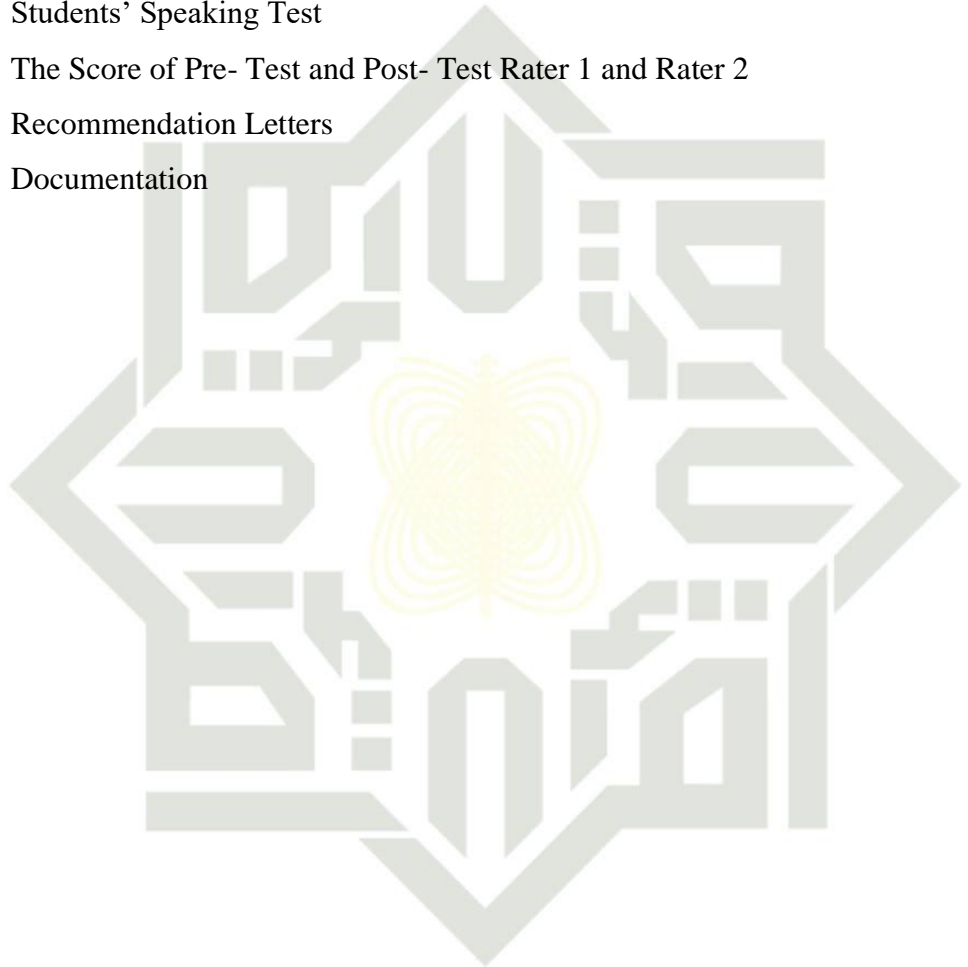 Students’ Speaking Test
The Score of Pre- Test and Post- Test Rater 1 and Rater 2
Recommendation Letters
Documentation